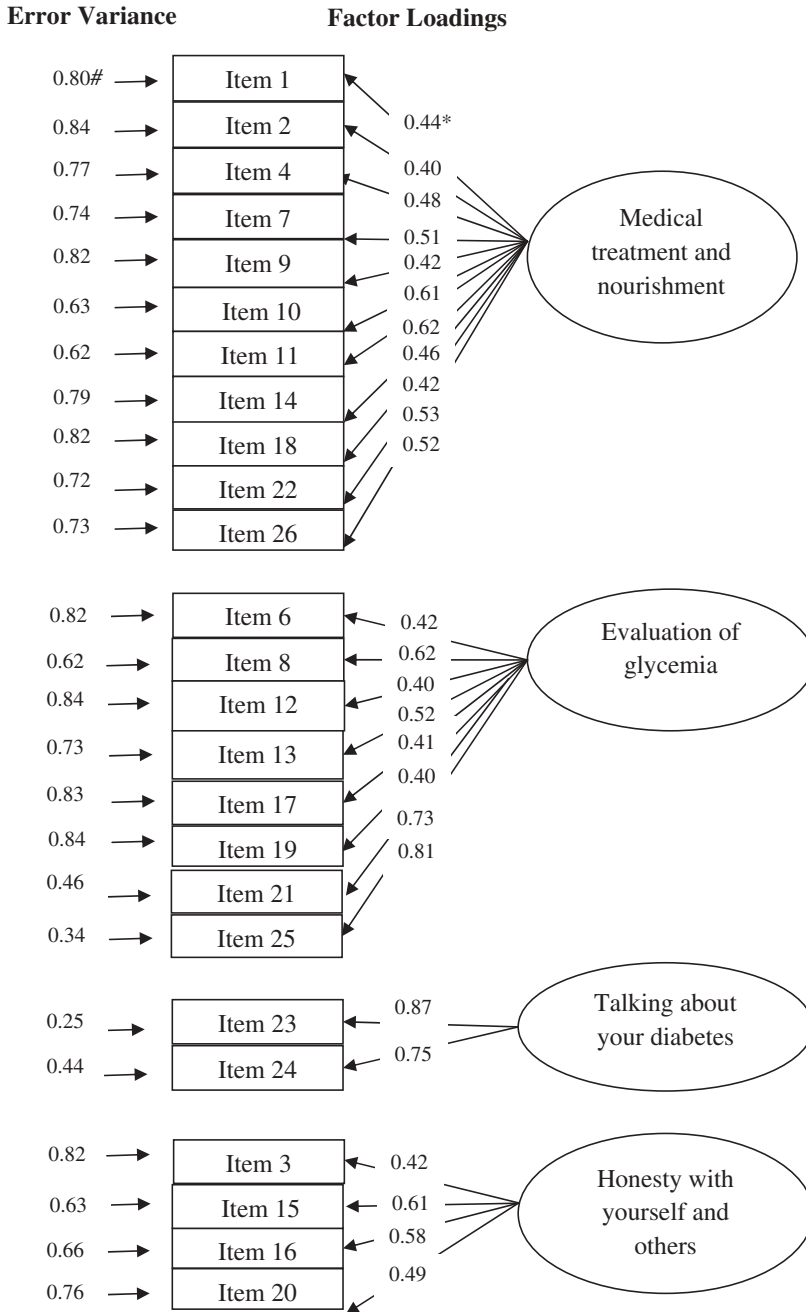 Error Variance Factor Loadings
0.80# Item 1
0.44*
0.84 Item 2
0.40
0.77 Item 4
0.48
0.74 Item 7
0.51
0.82 Item 9
0.42
0.63 Item 10
0.61
0.62 Item 11
0.62
0.46
0.79 Item 14
0.42
0.82 Item 18
0.53
0.72 Item 22
0.52
0.73 Item 26
Medical
treatment and
nourishment
0.82 Item 6 0.42
0.62 Item 8 0.62
0.84 Item 12 0.40
0.52
0.73 Item 13 0.41
0.83 Item 17 0.40
0.84 Item 19 0.73
0.46 Item 21 0.81
0.34 Item 25
Evaluation of
glycemia
0.25 Item 23 0.87
0.44 Item 24 0.75
Talking about
your diabetes
0.82 Item 3 0.42
0.63 Item 15 0.61
0.66 Item 16 0.58
0.76 Item 20 0.49
Honesty with
yourself and
others